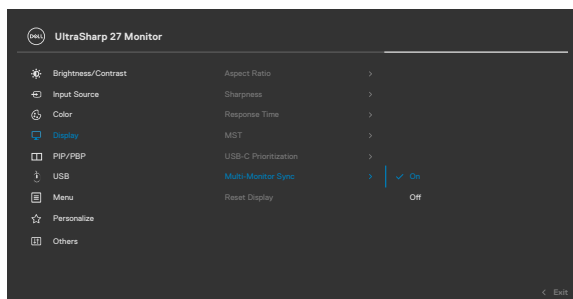 DELL UltraSharp 27 Monitor
Brightness/Contrast Aspect Ratio >
Input Source Sharpness >
Color Response Time >
Display MST >
PIP/PBP USB-C Prioritization >
USB Multi-Monitor Sync > ✓ On
Menu Reset Display Off
Personalize
Others
< Exit